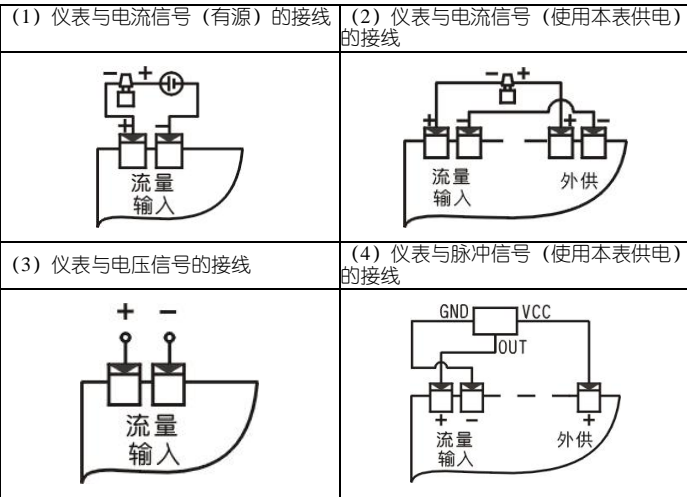 (1) 仪表与电流信号（有源）的接线
(2) 仪表与电流信号（使用本表供电）
的接线
- +
+ -
流量
输入
- +
+ - + -
流量
输入
外供
(3) 仪表与电压信号的接线
(4) 仪表与脉冲信号（使用本表供电）
的接线
+ -
流量
输入
GND VCC
OUT
+ - +
流量
输入
外供